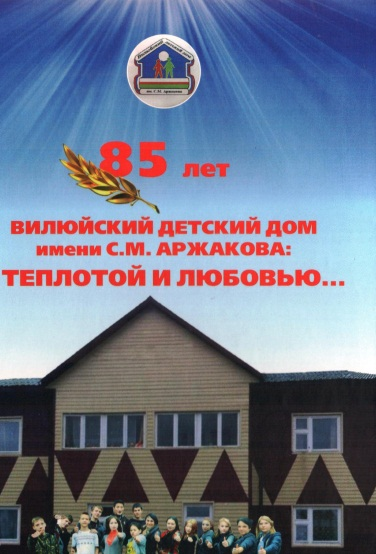 85 лет
ВИЛЮЙСКИЙ ДЕТСКИЙ ДОМ
имени С.М. АРЖАКОВА:
ТЕПЛОТОЙ И ЛЮБОВЬЮ...